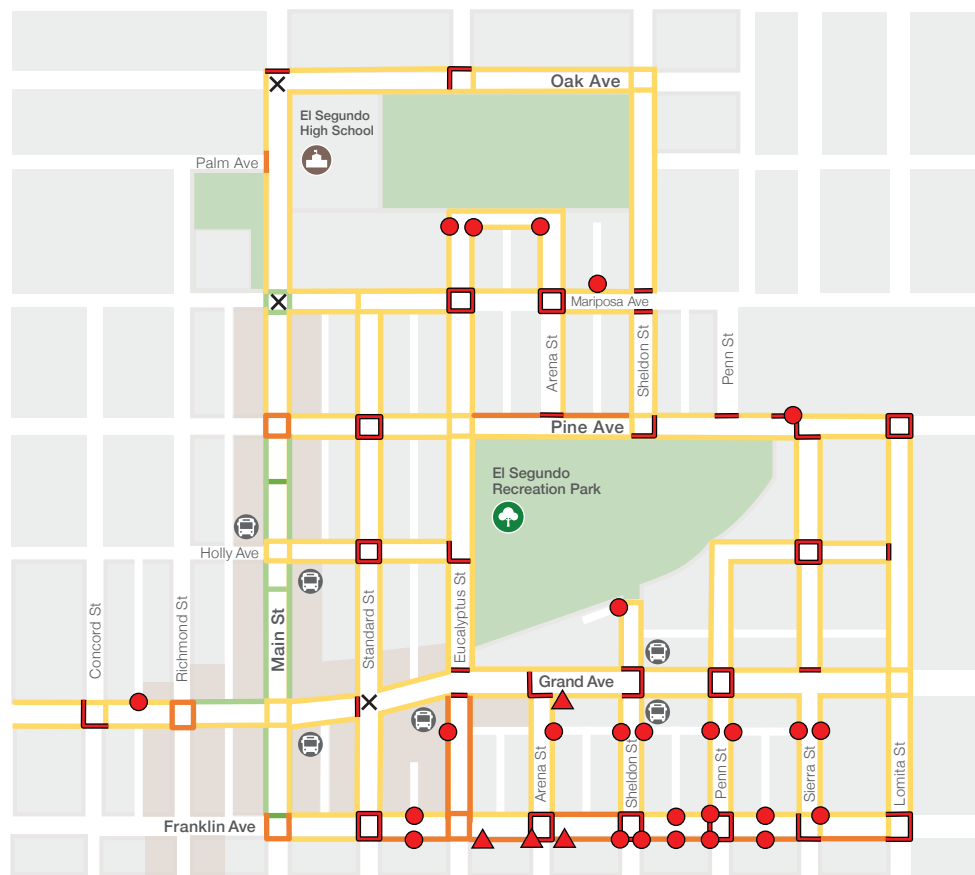 Oak Ave
El Segundo
High School
Palm Ave
Mariposa Ave
Arena St
Sheldon St
Penn St
Pine Ave
El Segundo
Recreation Park
Holly Ave
Concord St
Richmond St
Main St
Standard St
Eucalyptus St
Grand Ave
Arena St
Sheldon St
Penn St
Sierra St
Lomita St
Franklin Ave